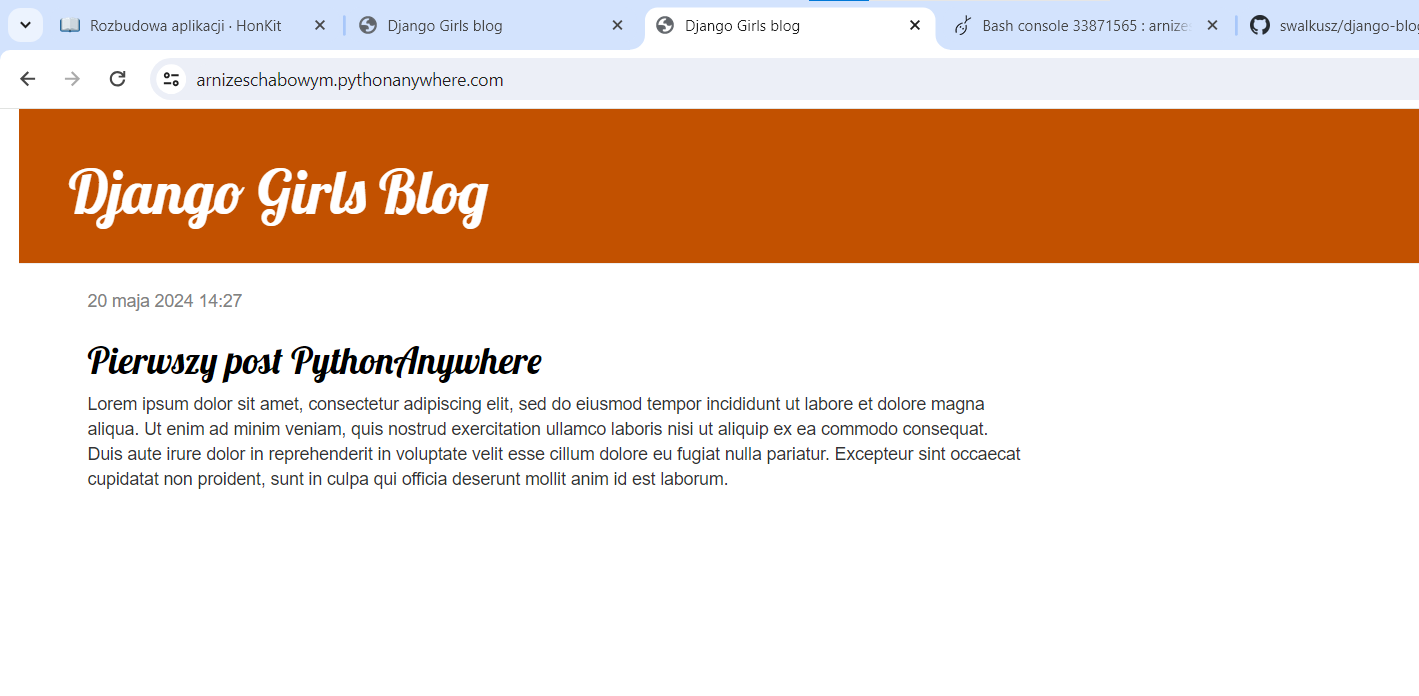 Rozbudowa aplikacji · HonKit
Django Girls blog
Django Girls blog
Bash console 33871565 : arnize
swalkusz/django-blog
arnizeschabowym.pythonanywhere.com
Django Girls Blog
20 maja 2024 14:27
Pierwszy post PythonAnywhere
Lorem ipsum dolor sit amet, consectetur adipiscing elit, sed do eiusmod tempor incididunt ut labore et dolore magna
aliqua. Ut enim ad minim veniam, quis nostrud exercitation ullamco laboris nisi ut aliquip ex ea commodo consequat.
Duis aute irure dolor in reprehenderit in voluptate velit esse cillum dolore eu fugiat nulla pariatur. Excepteur sint occaecat
cupidatat non proident, sunt in culpa qui officia deserunt mollit anim id est laborum.